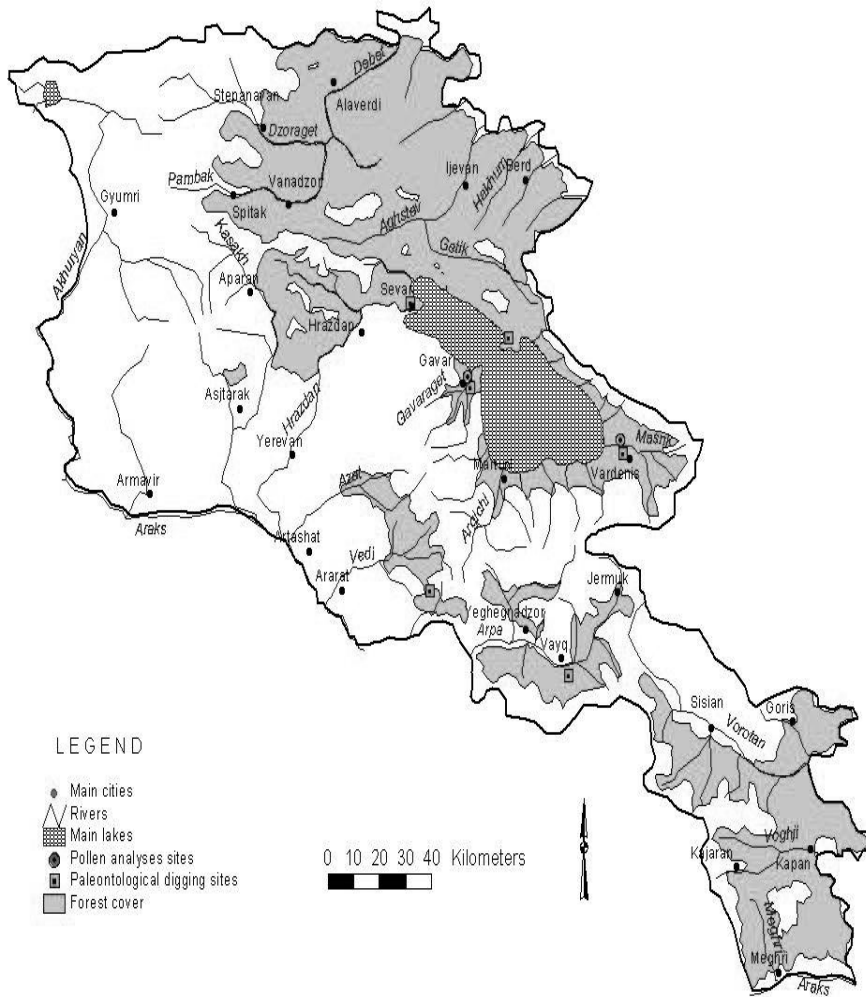 Debet
Stepanavan
Alaverdi
Dzoraget
Pambak
Vanadzor
Ijevan
Hakhum
Berd
Gyumri
Spitak
Aghstev
Kasakh
Getik
Akhuryan
Aparan
Sevan
Hrazdan
Gavar
Gavaraget
Asjtarak
Hrazdan
Masrik
Yerevan
Martuni
Vardenis
Armavir
Azat
Argichi
Araks
Artashat
Vedj
Ararat
Jermuk
Yeghegnadzor
Arpa
Vayq
Sisian
Goris
Vorotan
LEGEND
Main cities
Rivers
Main lakes
Pollen analyses sites
Paleontological digging sites
Forest cover
0 10 20 30 40 Kilometers
Voghji
Kajaran
Kapan
Meghri
Meghri
Araks